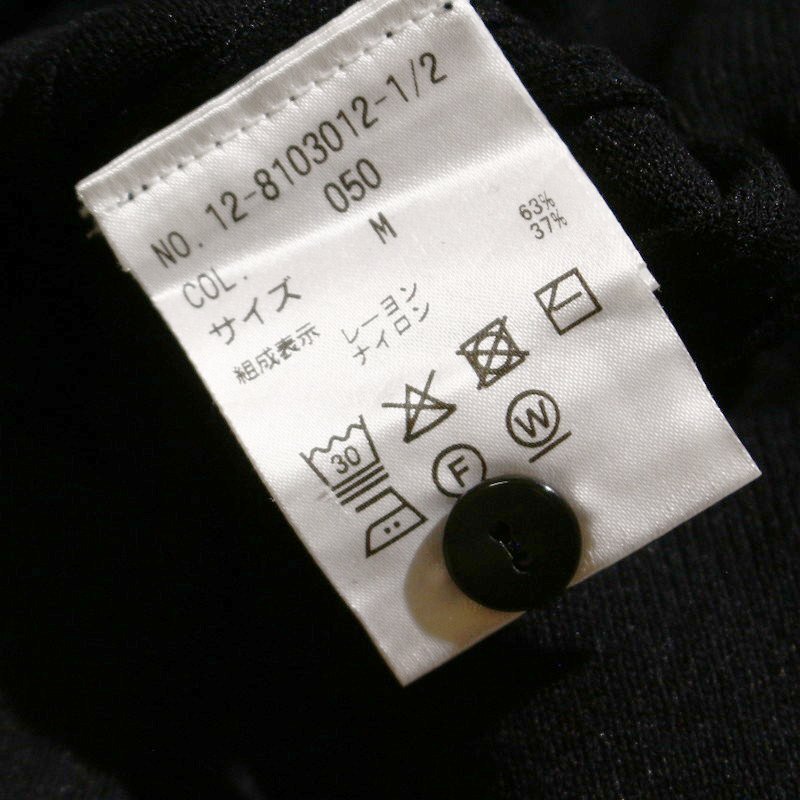 NO. 12-8103012-1/2
COL. 050
サイズ M
組成表示 レーヨン 63%
ナイロン 37%
30
F W